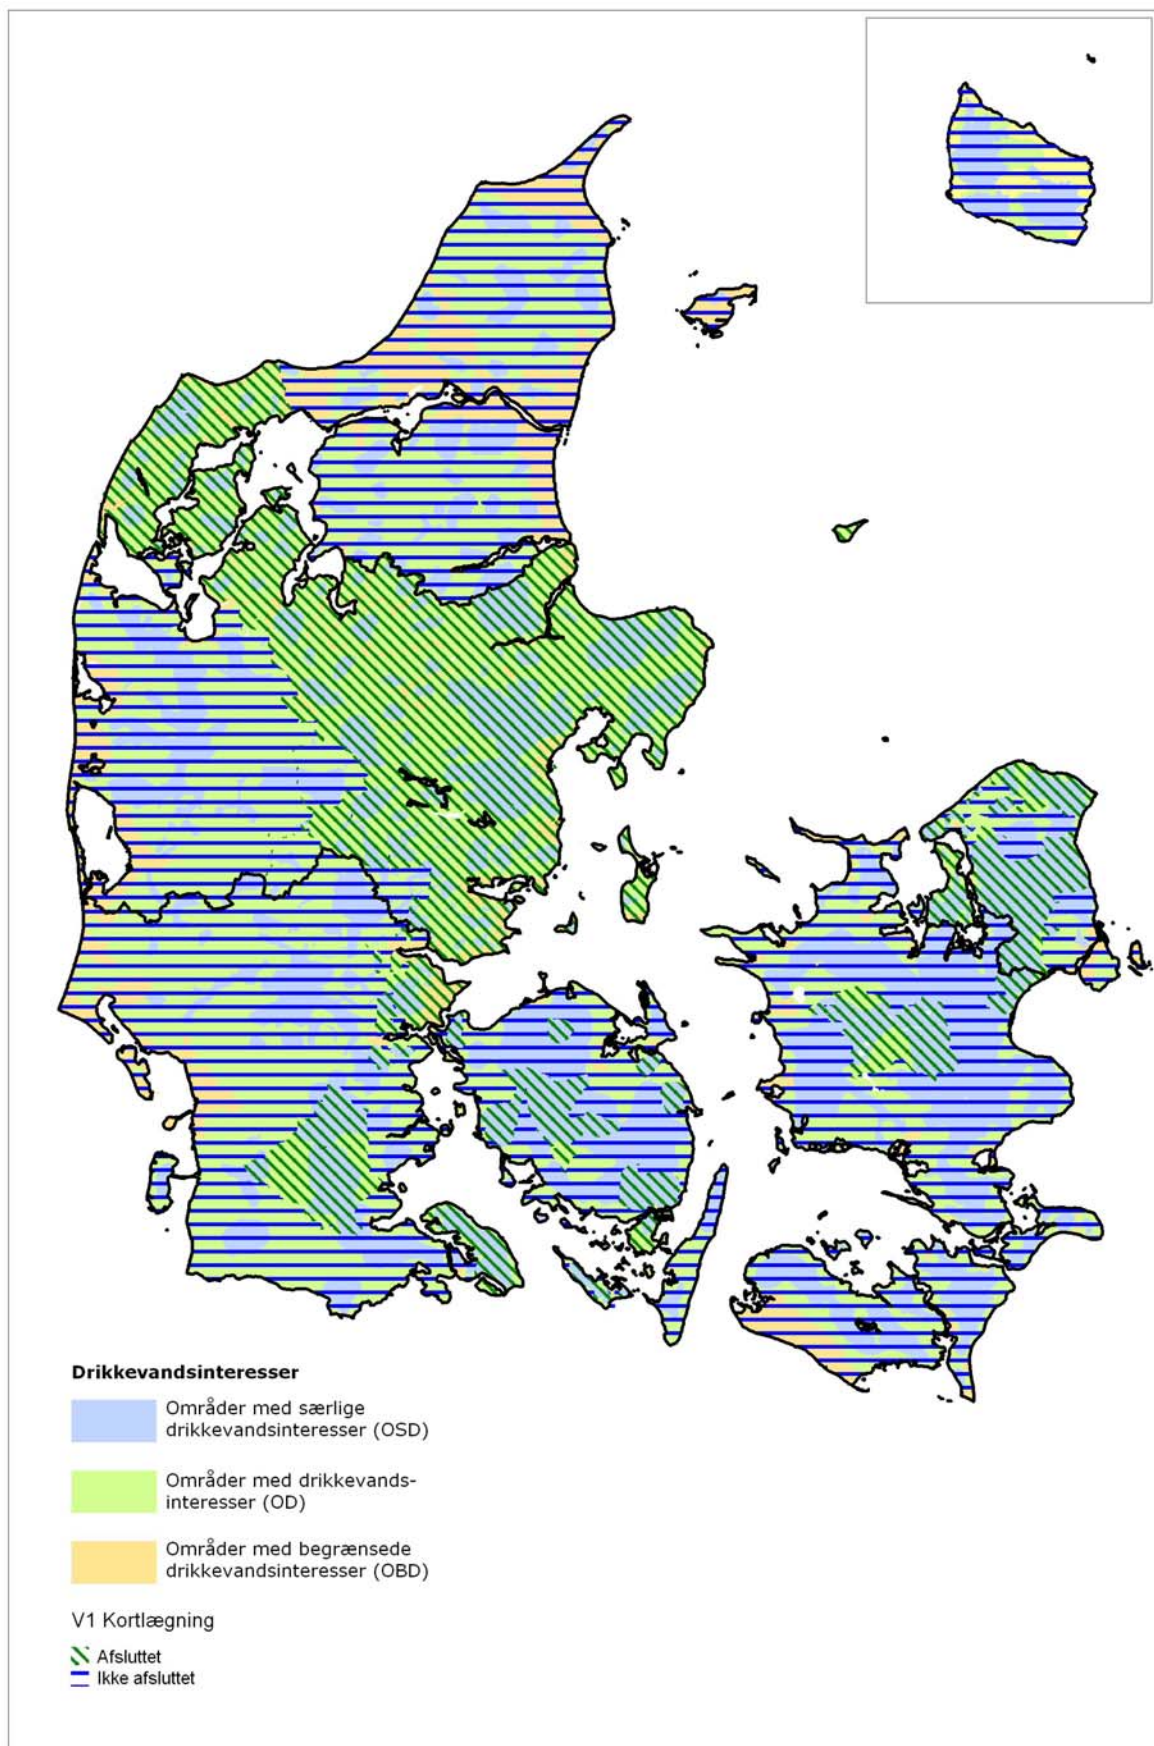 Drikkevandsinteresser
Områder med særlige
drikkevandsinteresser (OSD)
Områder med drikkevands-
interesser (OD)
Områder med begrænsede
drikkevandsinteresser (OBD)
V1 Kortlægning
Afsluttet
Ikke afsluttet